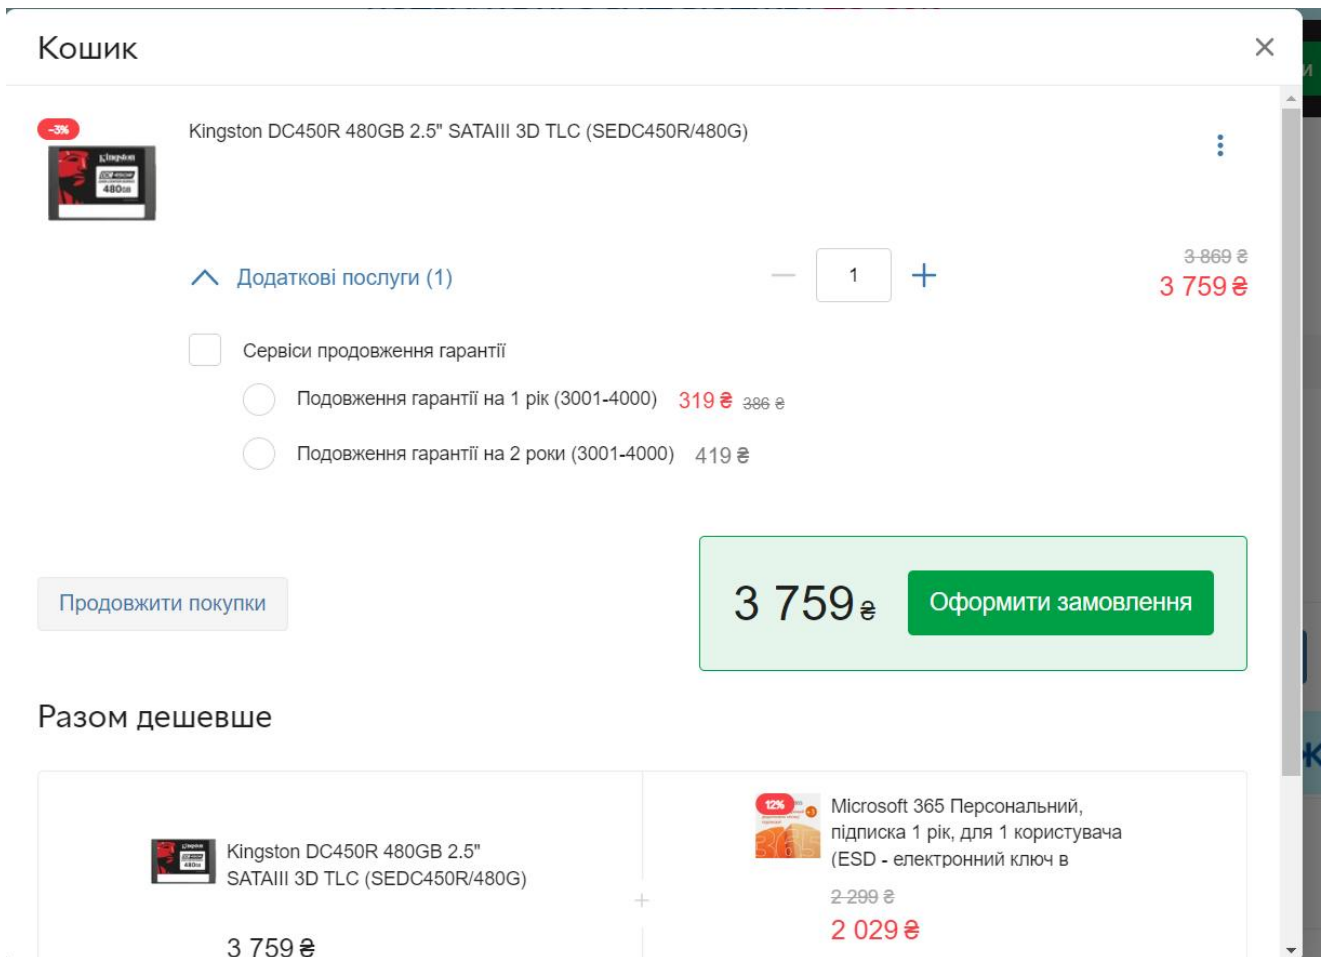 Кошик
-3%
Kingston DC450R 480GB 2.5" SATAIII 3D TLC (SEDC450R/480G)
Kingston
480GB
Додаткові послуги (1)
1
3 869 ₴
3 759 ₴
Сервіси продовження гарантії
Подовження гарантії на 1 рік (3001-4000) 319 ₴ 386 ₴
Подовження гарантії на 2 роки (3001-4000) 419 ₴
Продовжити покупки
3 759 ₴
Оформити замовлення
Разом дешевше
Kingston DC450R 480GB 2.5"
SATAIII 3D TLC (SEDC450R/480G)
3 759 ₴
12%
365
Microsoft 365 Персональний,
підписка 1 рік, для 1 користувача
(ESD - електронний ключ в
2 299 ₴
2 029 ₴